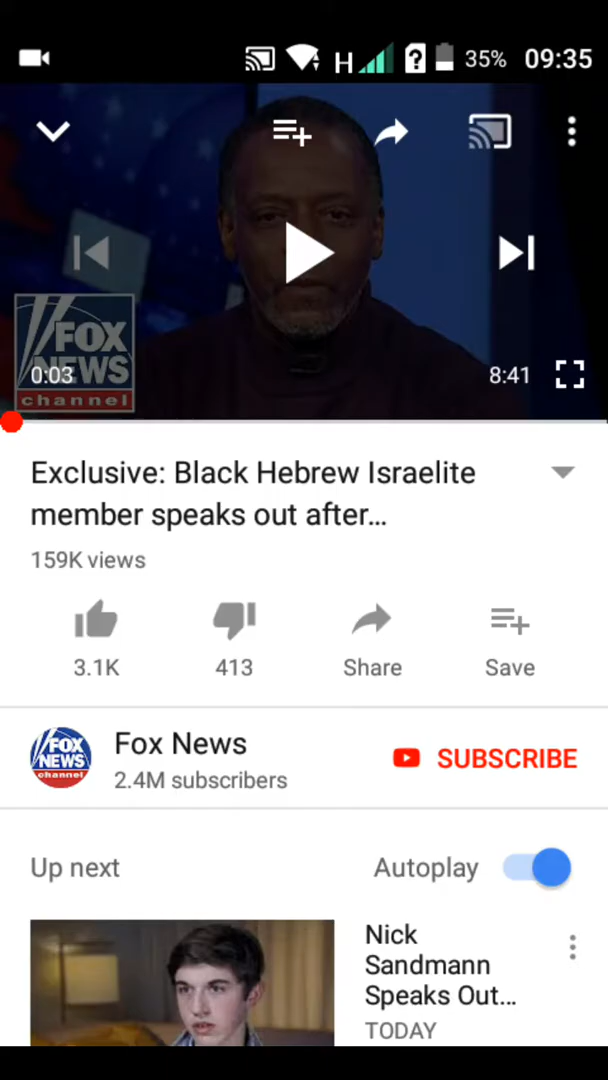 H ? 35% 09:35
FOX
NEWS
channel
0:03
8:41
Exclusive: Black Hebrew Israelite
member speaks out after...
159K views
3.1K 413 Share Save
FOX
NEWS
channel
Fox News
2.4M subscribers
SUBSCRIBE
Up next
Autoplay
Nick
Sandmann
Speaks Out...
TODAY